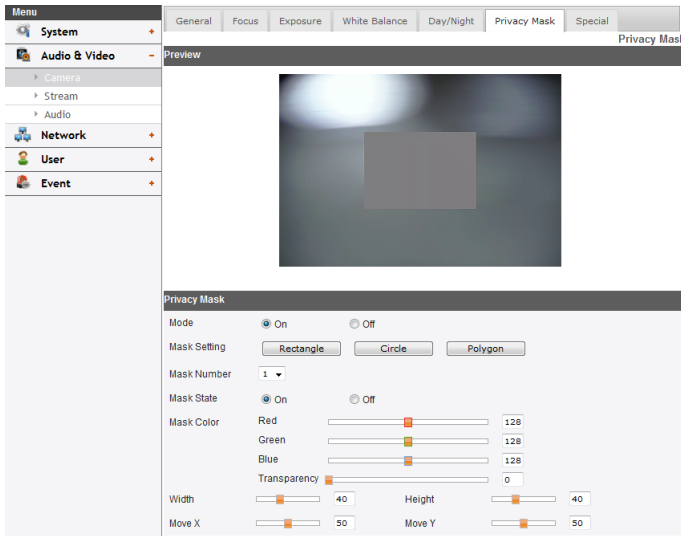 Menu
System +
Audio & Video -
Camera
Stream
Audio
Network +
User +
Event +
General Focus Exposure White Balance Day/Night Privacy Mask Special
Privacy Mas
Preview
Privacy Mask
Mode On Off
Mask Setting Rectangle Circle Polygon
Mask Number 1
Mask State On Off
Mask Color Red 128
Green 128
Blue 128
Transparency 0
Width 40 Height 40
Move X 50 Move Y 50